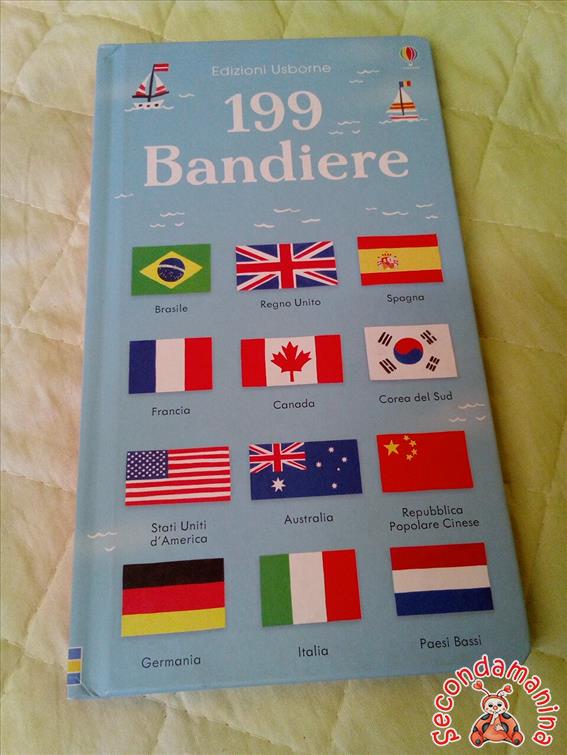 Edizioni Usborne
199
Bandiere
Brasile
Regno Unito
Spagna
Francia
Canada
Corea del Sud
Stati Uniti
d'America
Australia
Repubblica
Popolare Cinese
Germania
Italia
Paesi Bassi
secondamanina